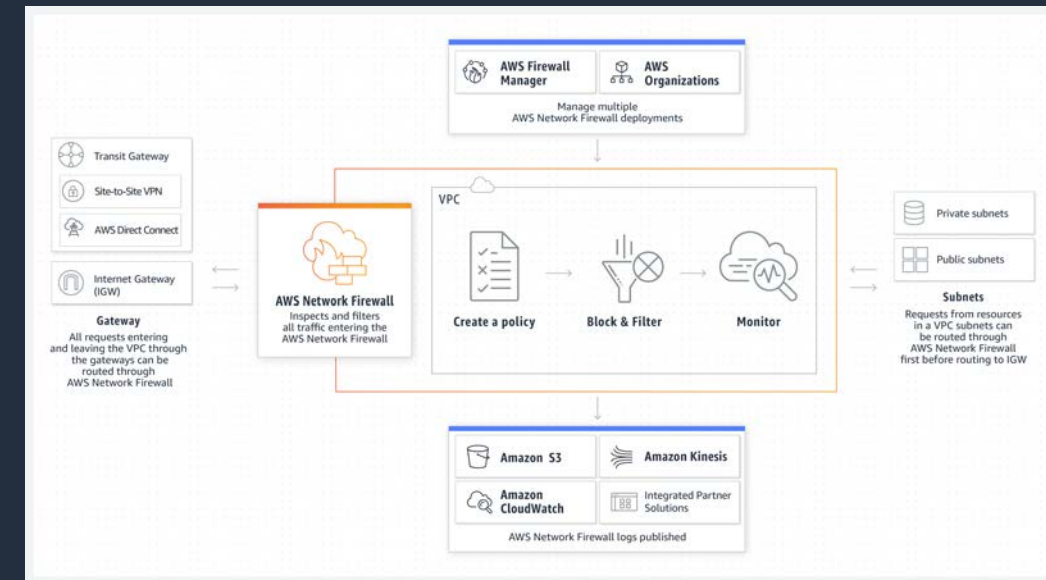 AWS Firewall
Manager
AWS
Organizations
Manage multiple
AWS Network Firewall deployments
Transit Gateway
Site-to-Site VPN
AWS Direct Connect
Internet Gateway
(IGW)
Gateway
All requests entering
and leaving the VPC through
the gateways can be
routed through
AWS Network Firewall
AWS Network Firewall
Inspects and filters
all traffic entering the
AWS Network Firewall
VPC
Create a policy
Block & Filter
Monitor
Private subnets
Public subnets
Subnets
Requests from resources
in a VPC subnets can
be routed through
AWS Network Firewall
first before routing to IGW
Amazon S3
Amazon Kinesis
Amazon
CloudWatch
Integrated Partner
Solutions
AWS Network Firewall logs published